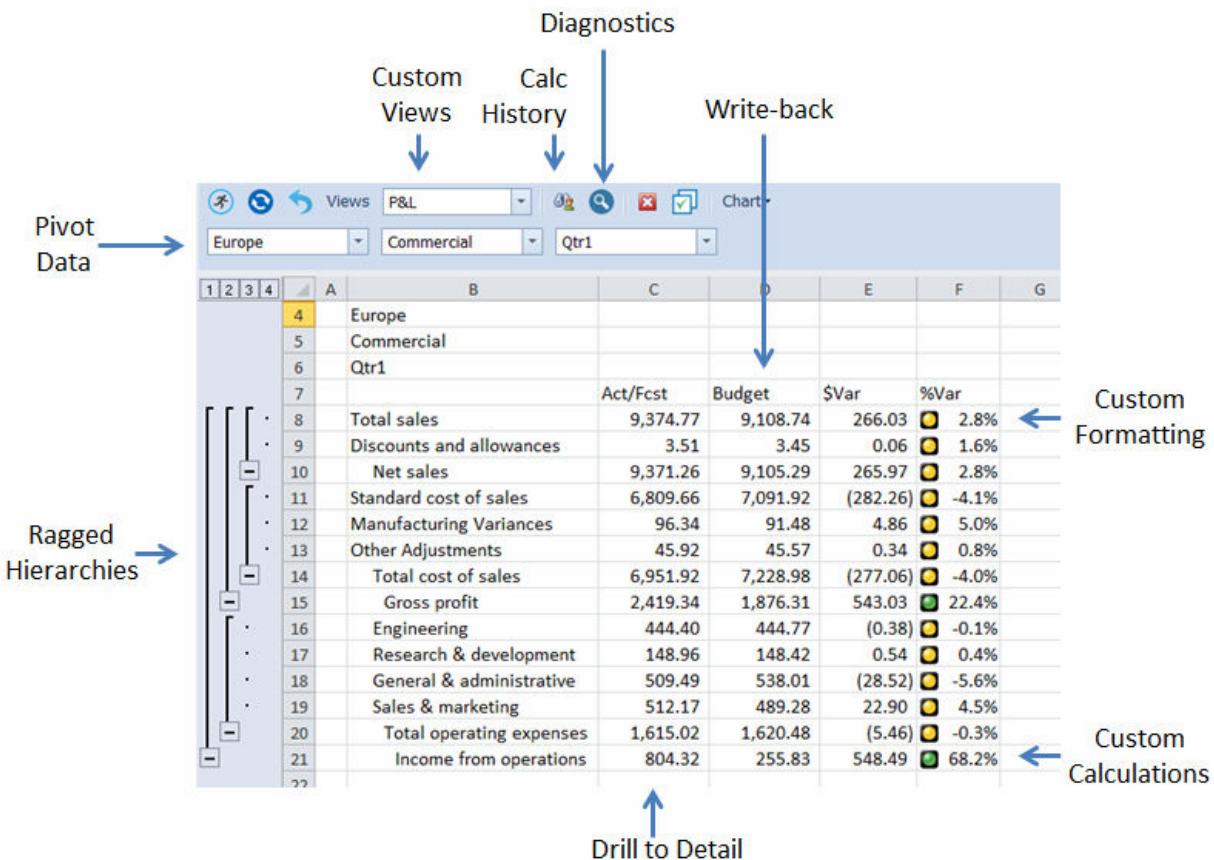 Diagnostics
Custom Views
Calc History
Write-back
Views P&L Chart
Pivot Data
Europe Commercial Qtr1
1 2 3 4 A B C D E F G
4 Europe
5 Commercial
6 Qtr1
7 Act/Fcst Budget $Var %Var
8 Total sales 9,374.77 9,108.74 266.03 2.8%
Custom Formatting
9 Discounts and allowances 3.51 3.45 0.06 1.6%
10 Net sales 9,371.26 9,105.29 265.97 2.8%
11 Standard cost of sales 6,809.66 7,091.92 (282.26) -4.1%
12 Manufacturing Variances 96.34 91.48 4.86 5.0%
Ragged Hierarchies
13 Other Adjustments 45.92 45.57 0.34 0.8%
14 Total cost of sales 6,951.92 7,228.98 (277.06) -4.0%
15 Gross profit 2,419.34 1,876.31 543.03 22.4%
16 Engineering 444.40 444.77 (0.38) -0.1%
17 Research & development 148.96 148.42 0.54 0.4%
18 General & administrative 509.49 538.01 (28.52) -5.6%
19 Sales & marketing 512.17 489.28 22.90 4.5%
20 Total operating expenses 1,615.02 1,620.48 (5.46) -0.3%
21 Income from operations 804.32 255.83 548.49 68.2%
Custom Calculations
22
Drill to Detail